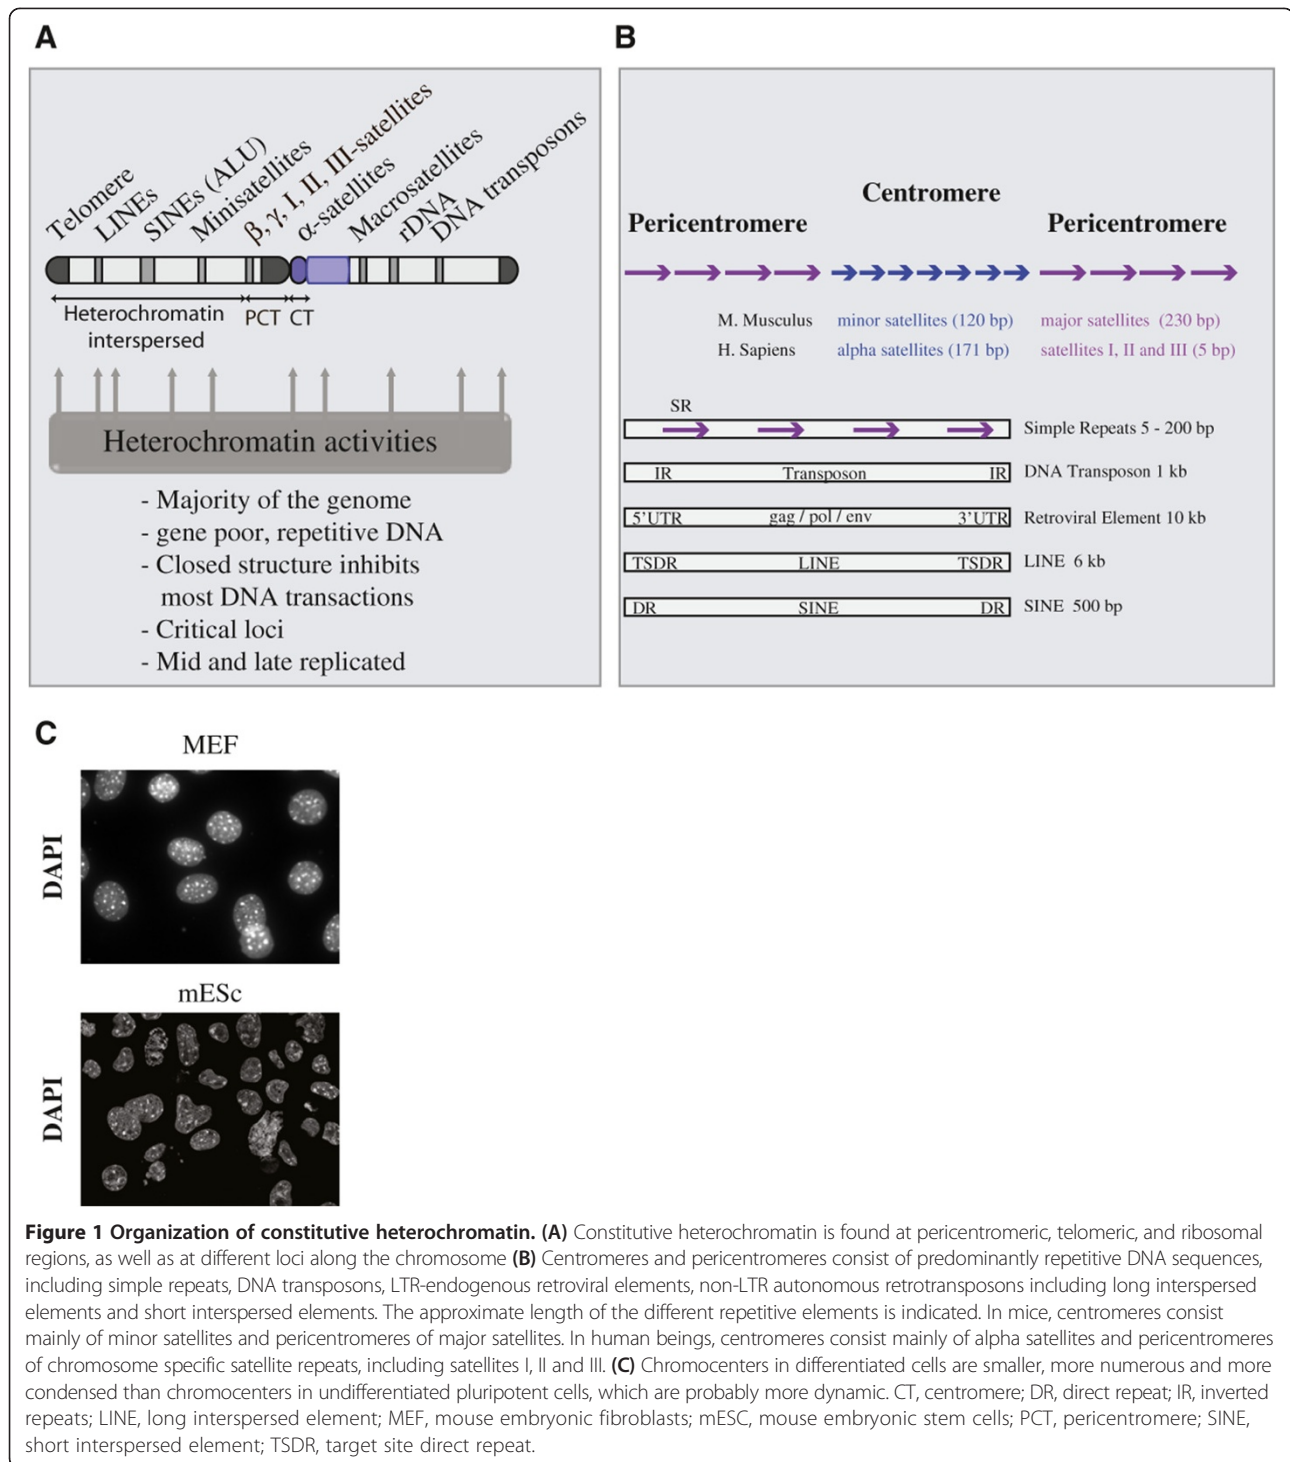 A
Telomere
LINEs
SINEs (ALU)
Minisatellites
β, γ, I, II, III-satellites
α-satellites
Macrosatellites
rDNA
DNA transposons
Heterochromatin
interspersed
PCT
CT
Heterochromatin activities
- Majority of the genome
- gene poor, repetitive DNA
- Closed structure inhibits
most DNA transactions
- Critical loci
- Mid and late replicated
B
Centromere
Pericentromere
Pericentromere
M. Musculus minor satellites (120 bp) major satellites (230 bp)
H. Sapiens alpha satellites (171 bp) satellites I, II and III (5 bp)
SR
Simple Repeats 5 - 200 bp
IR Transposon IR DNA Transposon 1 kb
5'UTR gag / pol / env 3'UTR Retroviral Element 10 kb
TSDR LINE TSDR LINE 6 kb
DR SINE DR SINE 500 bp
C
MEF
DAPI
mESc
DAPI
Figure 1 Organization of constitutive heterochromatin. (A) Constitutive heterochromatin is found at pericentromeric, telomeric, and ribosomal
regions, as well as at different loci along the chromosome (B) Centromeres and pericentromeres consist of predominantly repetitive DNA sequences,
including simple repeats, DNA transposons, LTR-endogenous retroviral elements, non-LTR autonomous retrotransposons including long interspersed
elements and short interspersed elements. The approximate length of the different repetitive elements is indicated. In mice, centromeres consist
mainly of minor satellites and pericentromeres of major satellites. In human beings, centromeres consist mainly of alpha satellites and pericentromeres
of chromosome specific satellite repeats, including satellites I, II and III. (C) Chromocenters in differentiated cells are smaller, more numerous and more
condensed than chromocenters in undifferentiated pluripotent cells, which are probably more dynamic. CT, centromere; DR, direct repeat; IR, inverted
repeats; LINE, long interspersed element; MEF, mouse embryonic fibroblasts; mESC, mouse embryonic stem cells; PCT, pericentromere; SINE,
short interspersed element; TSDR, target site direct repeat.